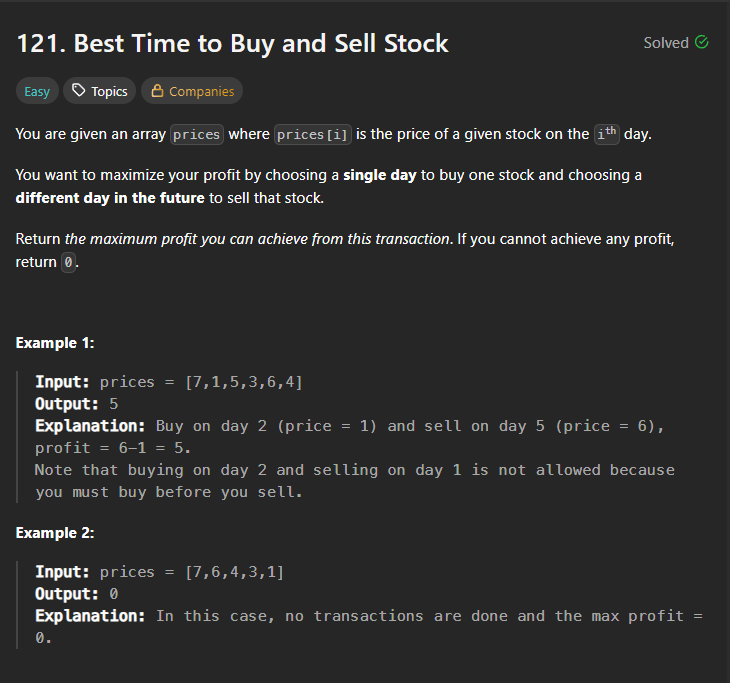 121. Best Time to Buy and Sell Stock
Solved
Easy
Topics
Companies
You are given an array prices where prices[i] is the price of a given stock on the ith day.
You want to maximize your profit by choosing a single day to buy one stock and choosing a
different day in the future to sell that stock.
Return the maximum profit you can achieve from this transaction. If you cannot achieve any profit,
return 0.
Example 1:
Input: prices = [7,1,5,3,6,4]
Output: 5
Explanation: Buy on day 2 (price = 1) and sell on day 5 (price = 6),
profit = 6-1 = 5.
Note that buying on day 2 and selling on day 1 is not allowed because
you must buy before you sell.
Example 2:
Input: prices = [7,6,4,3,1]
Output: 0
Explanation: In this case, no transactions are done and the max profit =
0.